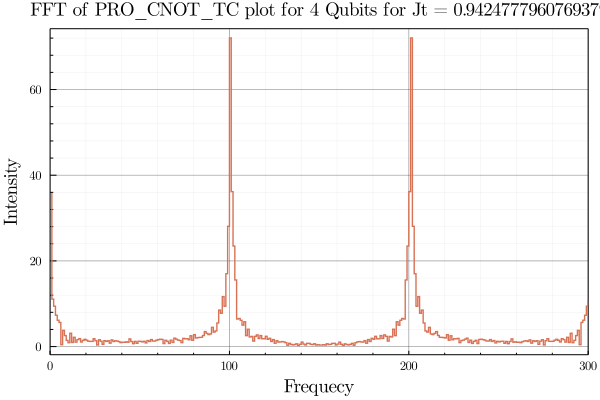 FFT of PRO_CNOT_TC plot for 4 Qubits for Jt = 0.942477796076937
Intensity
60
40
20
0
0 100 200 300
Frequecy